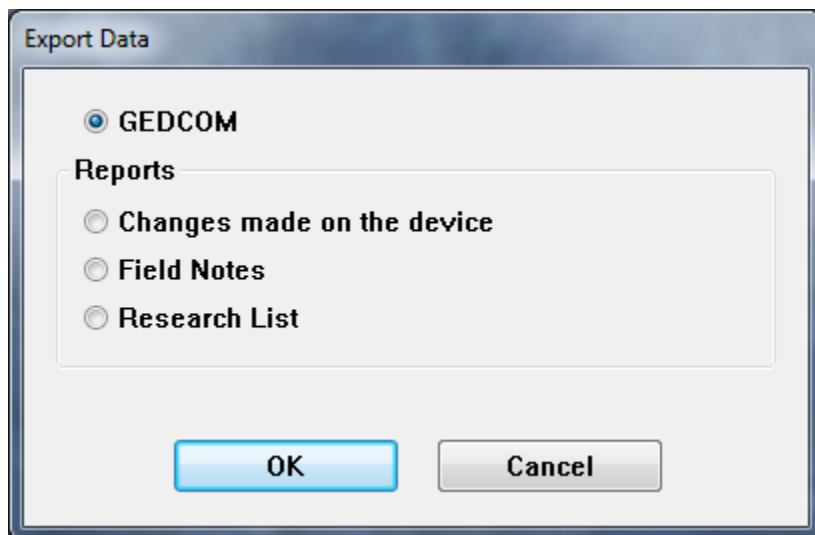 Export Data
GEDCOM
Reports
Changes made on the device
Field Notes
Research List
OK
Cancel